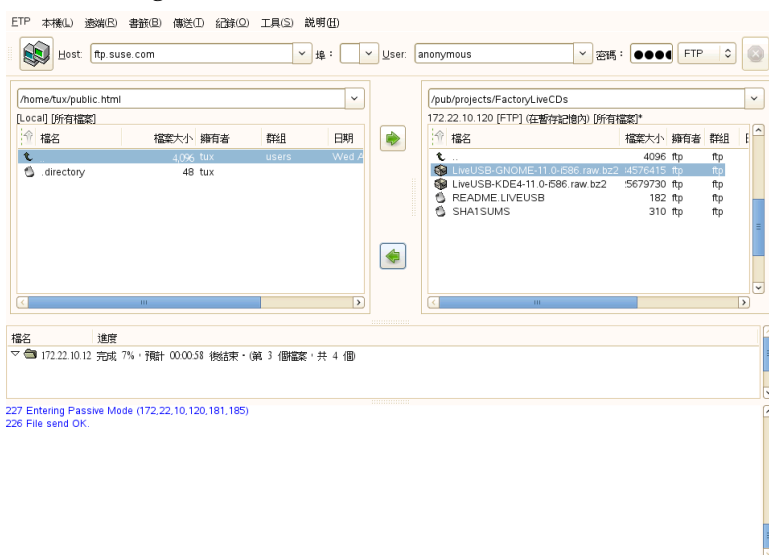 FTP 本機(L) 遠端(R) 書籤(B) 傳送(T) 紀錄(O) 工具(S) 說明(H)
Host: ftp.suse.com 埠： User: anonymous 密碼： FTP
/home/tux/public.html
[Local] [所有檔案]
檔名 檔案大小 擁有者 群組 日期
.. 4,096 tux users Wed A
.directory 48 tux
/pub/projects/FactoryLiveCDs
172.22.10.120 [FTP] (在暫存記憶內) [所有檔案]*
檔名 檔案大小 擁有者 群組
.. 4096 ftp ftp
LiveUSB-GNOME-11.0-i586.raw.bz2 4576415 ftp ftp
LiveUSB-KDE4-11.0-i586.raw.bz2 5679730 ftp ftp
README.LIVEUSB 182 ftp ftp
SHA1SUMS 310 ftp ftp
檔名 進度
172.22.10.12 完成 7%，預計 00:00:58 後結束。(第 3 個檔案，共 4 個)
227 Entering Passive Mode (172,22,10,120,181,185)
226 File send OK.